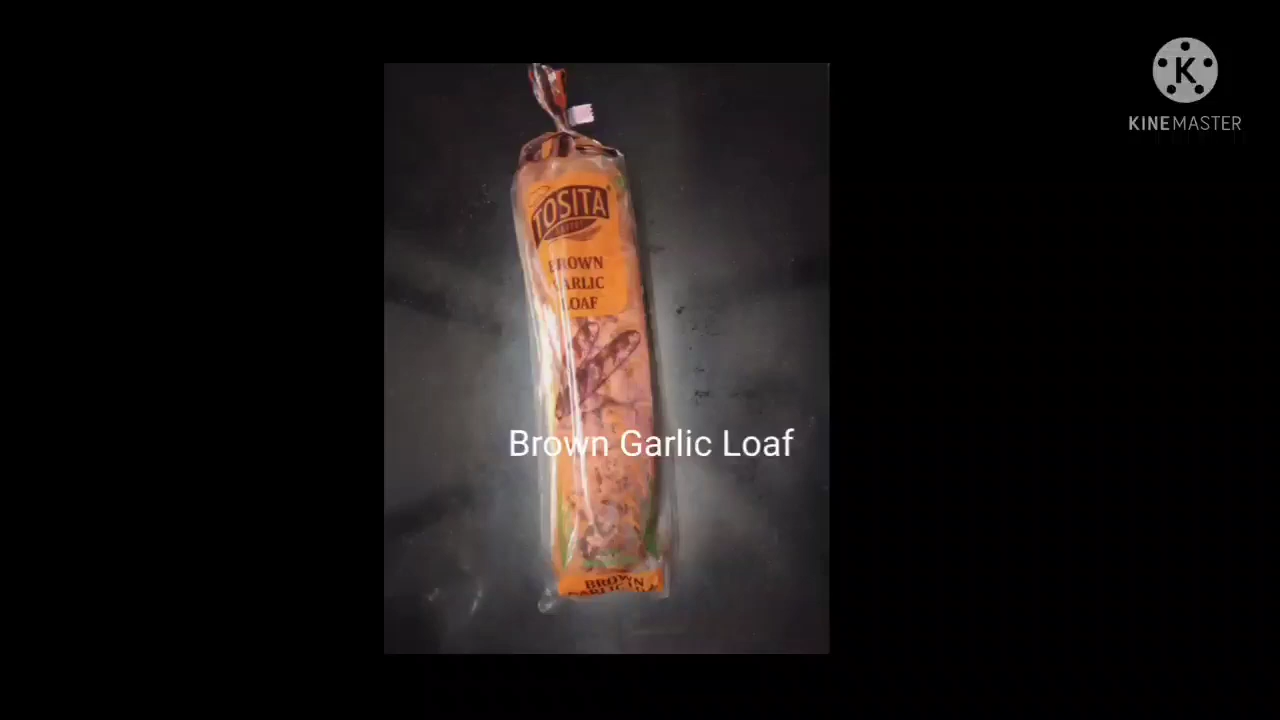 K
KINEMASTER
TOSITA
BROWN
GARLIC
LOAF
Brown Garlic Loaf
BROWN